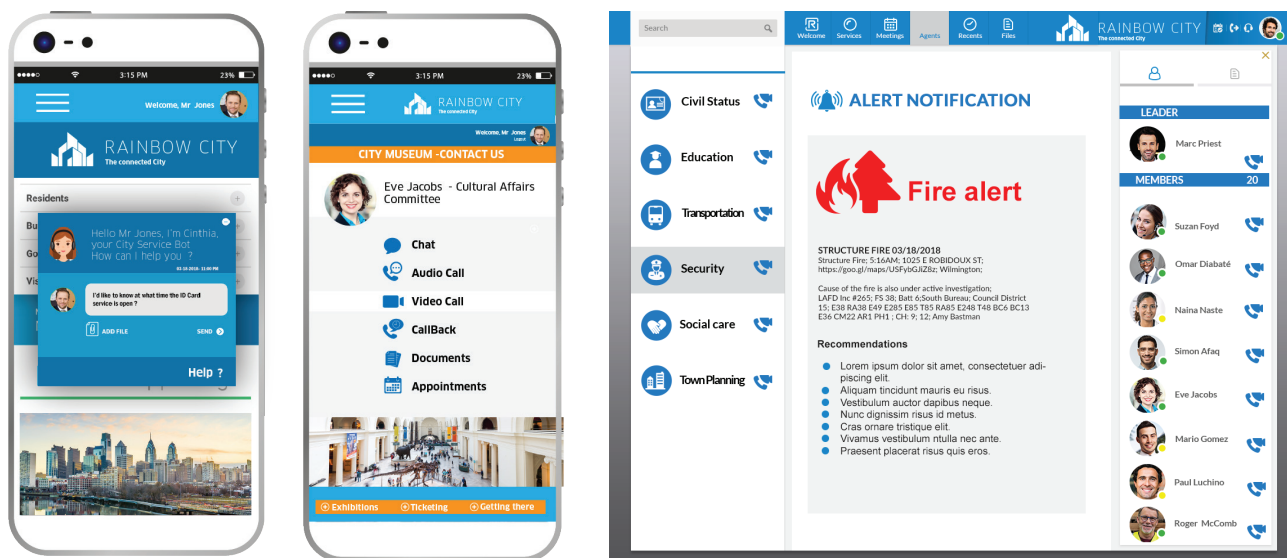 3:15 PM
23%
Welcome, Mr Jones
RAINBOW CITY
The connected City
Residents
Bu
Go
Vis
Hello Mr Jones, I'm Cinthia,
your City Service Bot
How can I help you ?
03-18-2018- 11:00 PM
I'd like to know at what time the ID Card
service is open ?
ADD FILE
SEND
Help ?
3:15 PM
23%
RAINBOW CITY
The connected City
Welcome, Mr Jones
Logout
CITY MUSEUM -CONTACT US
Eve Jacobs - Cultural Affairs
Committee
Chat
Audio Call
Video Call
CallBack
Documents
Appointments
Exhibitions
Ticketing
Getting there
Search
Welcome
Services
Meetings
Agents
Recents
Files
RAINBOW CITY
The connected City
Civil Status
Education
Transportation
Security
Social care
Town Planning
ALERT NOTIFICATION
Fire alert
STRUCTURE FIRE 03/18/2018
Structure Fire; 5:16AM; 1025 E ROBIDOUX ST;
https://goo.gl/maps/USFybGJiZ8z; Wilmington;
Cause of the fire is also under active investigation;
LAFD Inc #265; FS 38; Batt 6;South Bureau; Council District
15; E38 RA38 E49 E285 E85 T85 RA85 E248 T48 BC6 BC13
E36 CM22 AR1 PH1 ; CH: 9; 12; Amy Bastman
Recommendations
Lorem ipsum dolor sit amet, consectetuer adi-
piscing elit.
Aliquam tincidunt mauris eu risus.
Vestibulum auctor dapibus neque.
Nunc dignissim risus id metus.
Cras ornare tristique elit.
Vivamus vestibulum ntulla nec ante.
Praesent placerat risus quis eros.
LEADER
Marc Priest
MEMBERS 20
Suzan Foyd
Omar Diabaté
Naina Naste
Simon Afaq
Eve Jacobs
Mario Gomez
Paul Luchino
Roger McComb